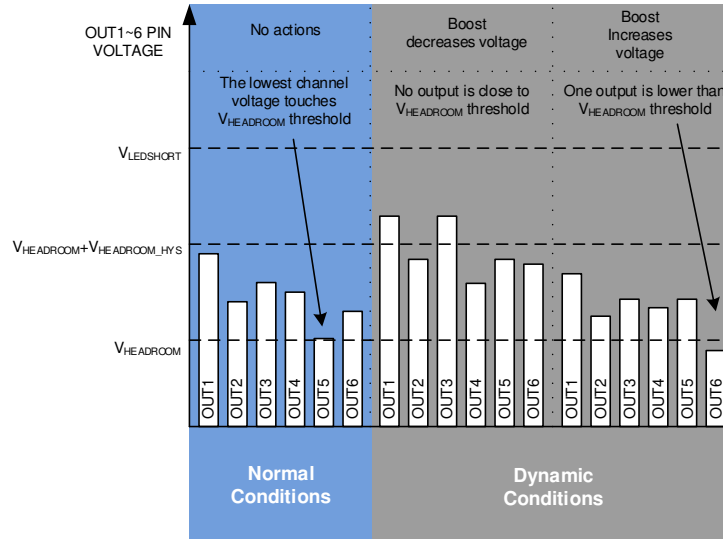 OUT1~6 PIN
VOLTAGE
No actions
Boost
decreases voltage
Boost
Increases
voltage
The lowest channel
voltage touches
VHEADROOM threshold
No output is close to
VHEADROOM threshold
One output is lower than
VHEADROOM threshold
VLEDSHORT
VHEADROOM+VHEADROOM_HYS
VHEADROOM
OUT1
OUT2
OUT3
OUT4
OUT5
OUT6
OUT1
OUT2
OUT3
OUT4
OUT5
OUT6
OUT1
OUT2
OUT3
OUT4
OUT5
OUT6
Normal
Conditions
Dynamic
Conditions